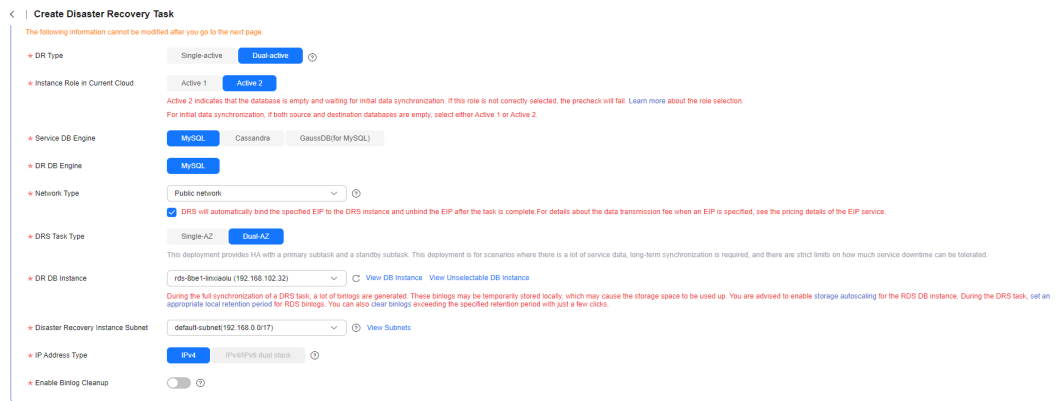 Create Disaster Recovery Task
The following information cannot be modified after you go to the next page.
* DR Type
Single-active Dual-active
* Instance Role in Current Cloud
Active 1 Active 2
Active 2 indicates that the database is empty and waiting for initial data synchronization. If this role is not correctly selected, the precheck will fail. Learn more about the role selection.
For initial data synchronization, if both source and destination databases are empty, select either Active 1 or Active 2.
* Service DB Engine
MySQL Cassandra GaussDB(for MySQL)
* DR DB Engine
MySQL
* Network Type
Public network
DRS will automatically bind the specified EIP to the DRS instance and unbind the EIP after the task is complete.For details about the data transmission fee when an EIP is specified, see the pricing details of the EIP service.
* DRS Task Type
Single-AZ Dual-AZ
This deployment provides HA with a primary subtask and a standby subtask. This deployment is for scenarios where there is a lot of service data, long-term synchronization is required, and there are strict limits on how much service downtime can be tolerated.
* DR DB Instance
rds-8be1-linxiaolu (192.168.102.32) View DB Instance View Unselectable DB Instance
During the full synchronization of a DRS task, a lot of binlogs are generated. These binlogs may be temporarily stored locally, which may cause the storage space to be used up. You are advised to enable storage autoscaling for the RDS DB instance. During the DRS task, set an
appropriate local retention period for RDS binlogs. You can also clear binlogs exceeding the specified retention period with just a few clicks.
* Disaster Recovery Instance Subnet
default-subnet(192.168.0.0/17) View Subnets
* IP Address Type
IPv4 IPv4/IPv6 dual stack
* Enable Binlog Cleanup